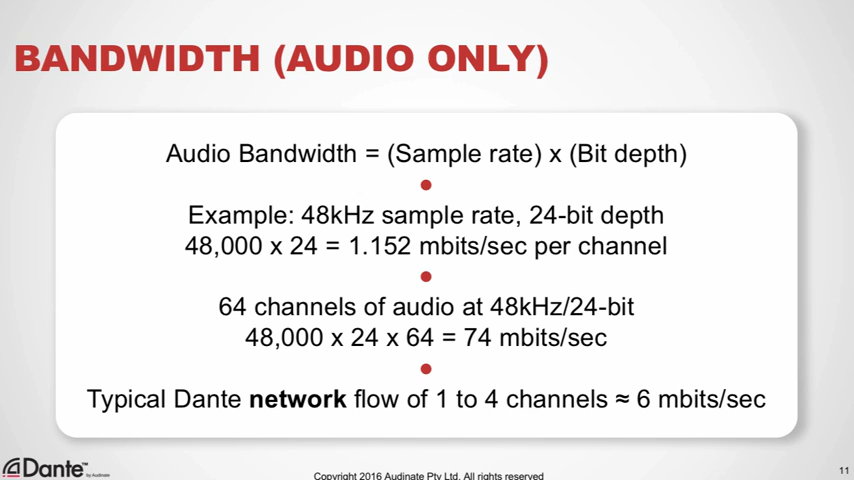 BANDWIDTH (AUDIO ONLY)
Audio Bandwidth = (Sample rate) x (Bit depth)
Example: 48kHz sample rate, 24-bit depth
48,000 x 24 = 1.152 mbits/sec per channel
64 channels of audio at 48kHz/24-bit
48,000 x 24 x 64 = 74 mbits/sec
Typical Dante network flow of 1 to 4 channels ≈ 6 mbits/sec
Dante™
by Audinate
Copyright 2016 Audinate Pty Ltd. All rights reserved
11